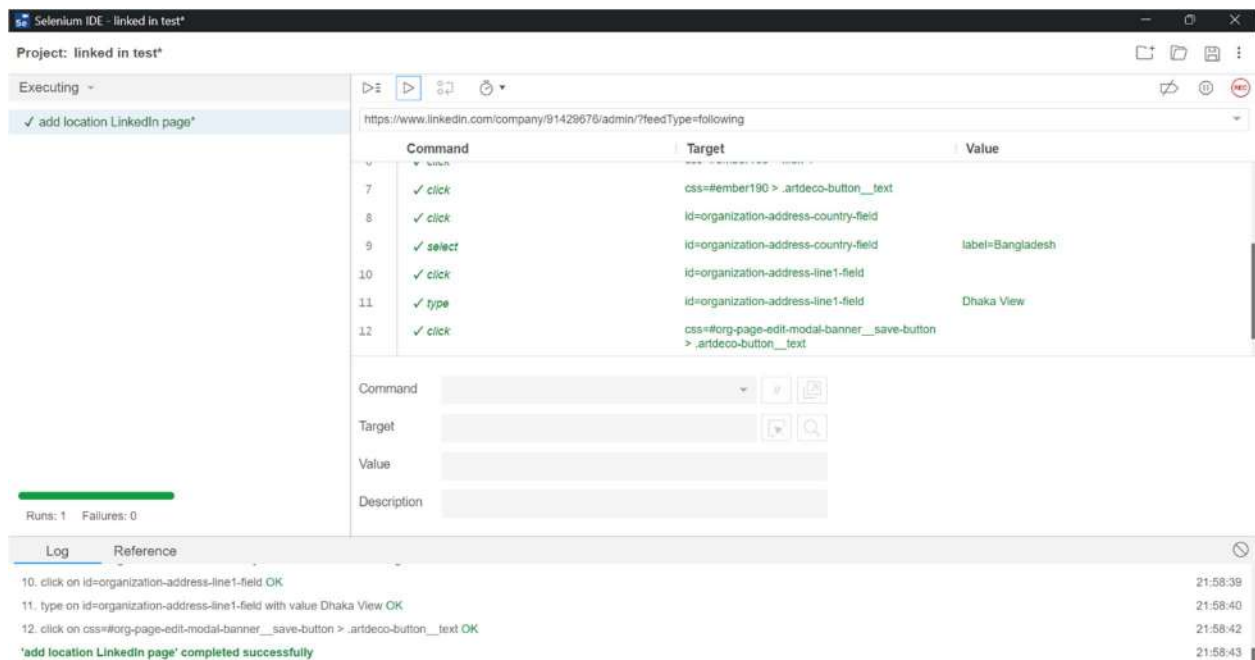 Selenium IDE - linked in test*
Project: linked in test*
Executing
✓ add location LinkedIn page*
https://www.linkedin.com/company/91429676/admin/?feedType=following
REC
Command Target Value
7 ✓ click css=#ember190 > .artdeco-button__text
8 ✓ click id=organization-address-country-field
9 ✓ select id=organization-address-country-field label=Bangladesh
10 ✓ click id=organization-address-line1-field
11 ✓ type id=organization-address-line1-field Dhaka View
12 ✓ click css=#org-page-edit-modal-banner__save-button
> .artdeco-button__text
Command
//
Target
Value
Description
Runs: 1 Failures: 0
Log Reference
10. click on id=organization-address-line1-field OK 21:58:39
11. type on id=organization-address-line1-field with value Dhaka View OK 21:58:40
12. click on css=#org-page-edit-modal-banner__save-button > .artdeco-button__text OK 21:58:42
'add location LinkedIn page' completed successfully 21:58:43